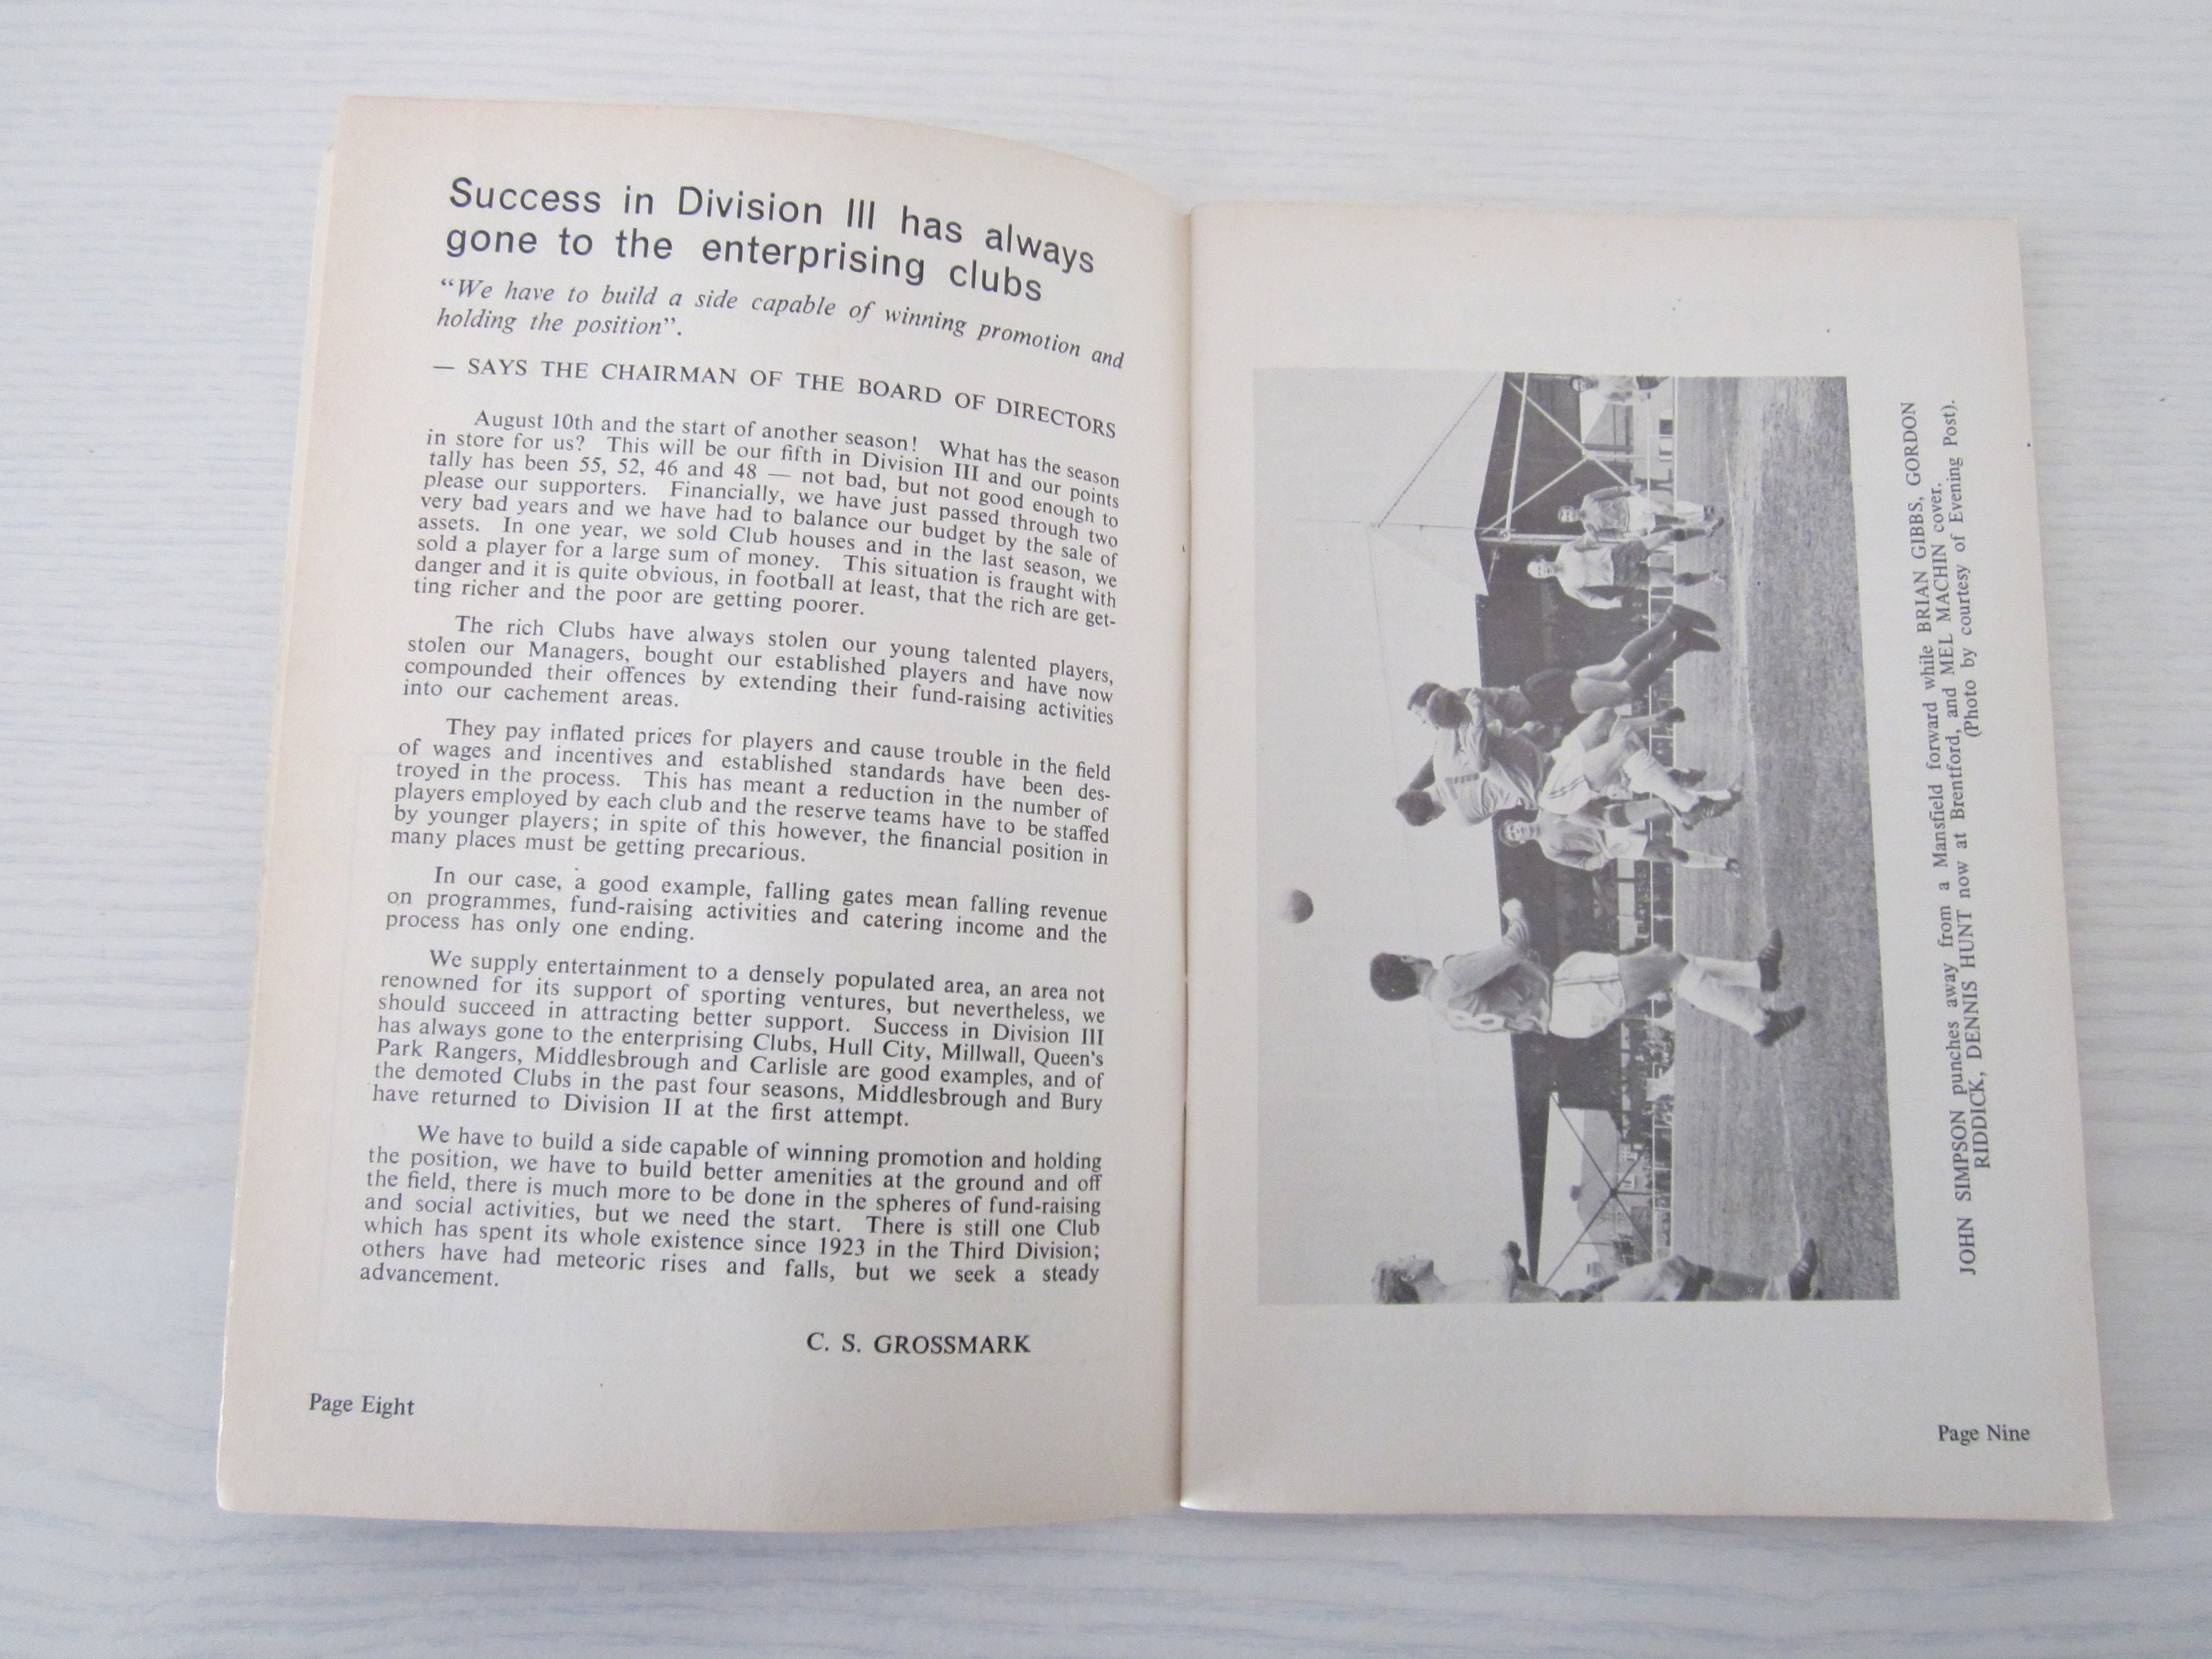 Success in Division III has always
gone to the enterprising clubs
“We have to build a side capable of winning promotion and
holding the position”.
— SAYS THE CHAIRMAN OF THE BOARD OF DIRECTORS
August 10th and the start of another season! What has the season
in store for us? This will be our fifth in Division III and our points
tally has been 55, 52, 46 and 48 — not bad, but not good enough to
please our supporters. Financially, we have just passed through two
very bad years and we have had to balance our budget by the sale of
assets. In one year, we sold Club houses and in the last season, we
sold a player for a large sum of money. This situation is fraught with
danger and it is quite obvious, in football at least, that the rich are get-
ting richer and the poor are getting poorer.
The rich Clubs have always stolen our young talented players,
stolen our Managers, bought our established players and have now
compounded their offences by extending their fund-raising activities
into our cachement areas.
They pay inflated prices for players and cause trouble in the field
of wages and incentives and established standards have been des-
troyed in the process. This has meant a reduction in the number of
players employed by each club and the reserve teams have to be staffed
by younger players; in spite of this however, the financial position in
many places must be getting precarious.
In our case, a good example, falling gates mean falling revenue
on programmes, fund-raising activities and catering income and the
process has only one ending.
We supply entertainment to a densely populated area, an area not
renowned for its support of sporting ventures, but nevertheless, we
should succeed in attracting better support. Success in Division III
has always gone to the enterprising Clubs, Hull City, Millwall, Queen's
Park Rangers, Middlesbrough and Carlisle are good examples, and of
the demoted Clubs in the past four seasons, Middlesbrough and Bury
have returned to Division II at the first attempt.
We have to build a side capable of winning promotion and holding
the position, we have to build better amenities at the ground and off
the field, there is much more to be done in the spheres of fund-raising
and social activities, but we need the start. There is still one Club
which has spent its whole existence since 1923 in the Third Division;
others have had meteoric rises and falls, but we seek a steady
advancement.
C. S. GROSSMARK
Page Eight
JOHN SIMPSON punches away from a Mansfield forward while BRIAN GIBBS, GORDON
RIDDICK, DENNIS HUNT now at Brentford, and MEL MACHIN cover.
(Photo by courtesy of Evening Post).
Page Nine